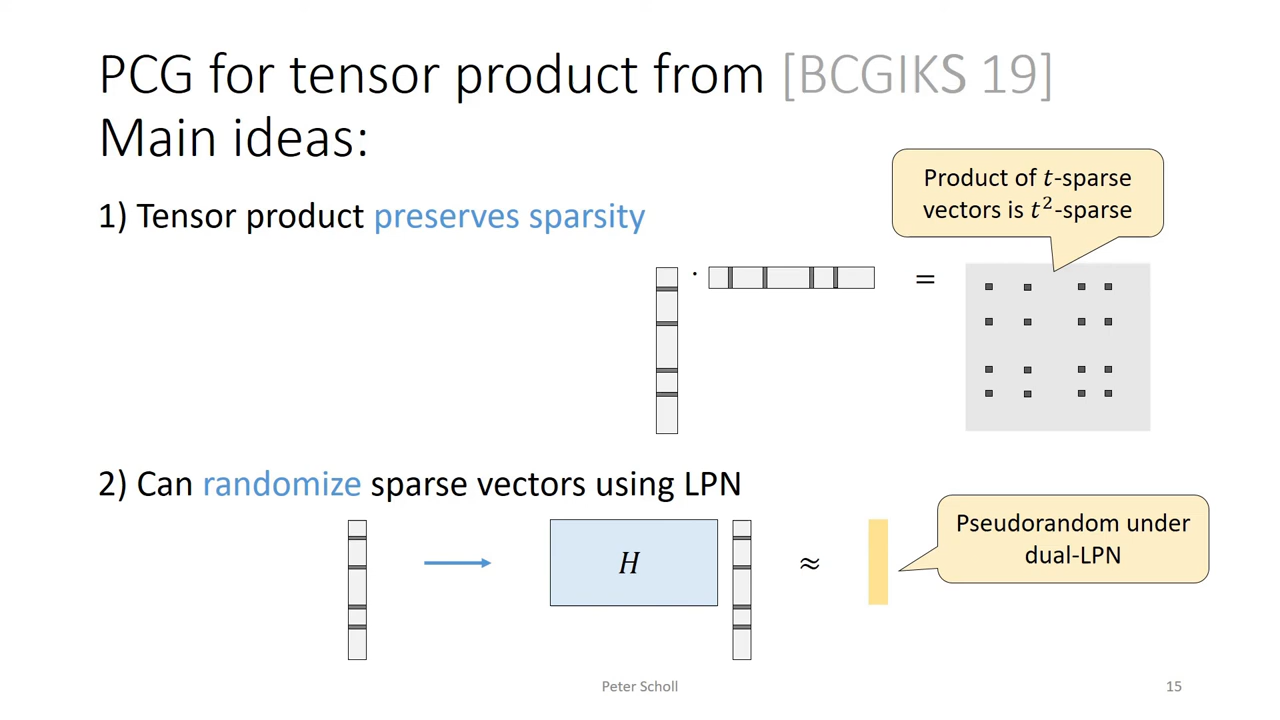 PCG for tensor product from [BCGIKS 19]
Main ideas:
Product of t-sparse
vectors is t²-sparse
1) Tensor product preserves sparsity
· =
2) Can randomize sparse vectors using LPN
H ≈
Pseudorandom under
dual-LPN
Peter Scholl
15